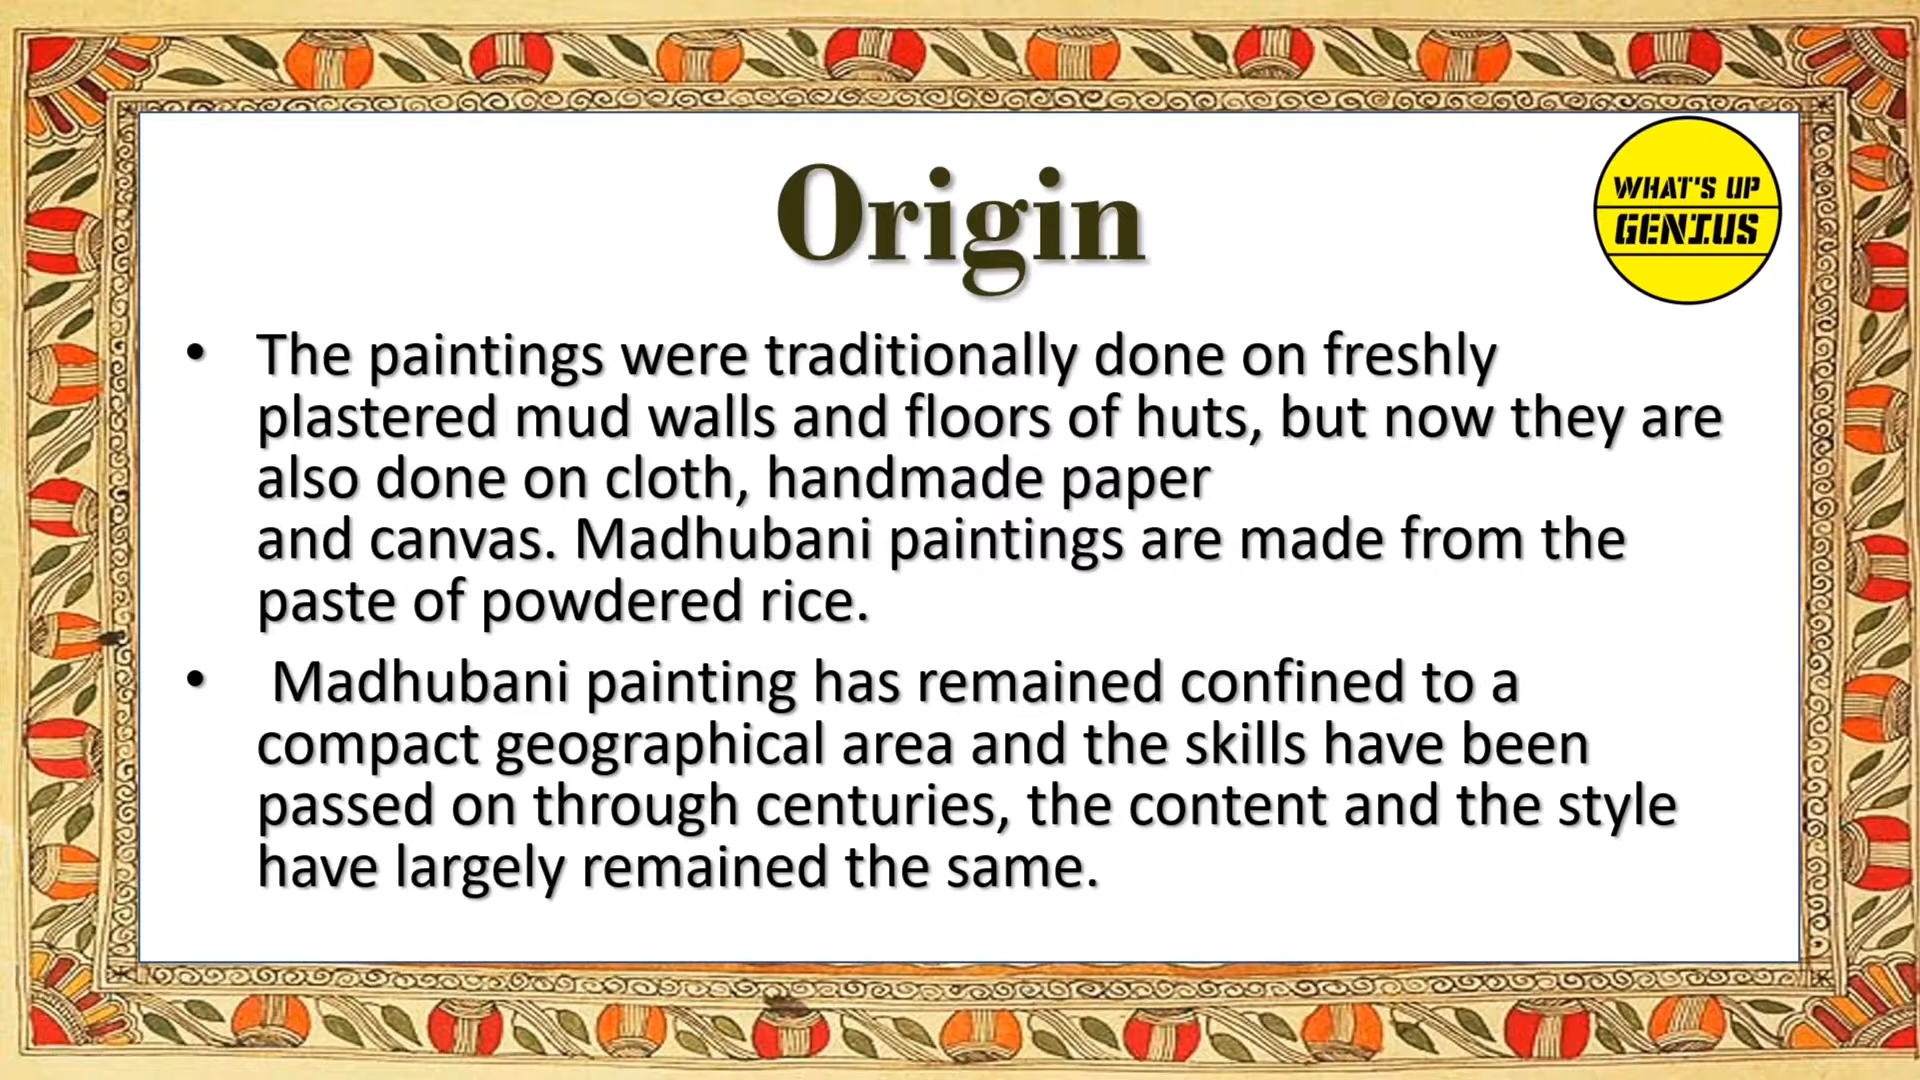 Origin
WHAT'S UP
GENIUS
• The paintings were traditionally done on freshly
plastered mud walls and floors of huts, but now they are
also done on cloth, handmade paper
and canvas. Madhubani paintings are made from the
paste of powdered rice.
• Madhubani painting has remained confined to a
compact geographical area and the skills have been
passed on through centuries, the content and the style
have largely remained the same.